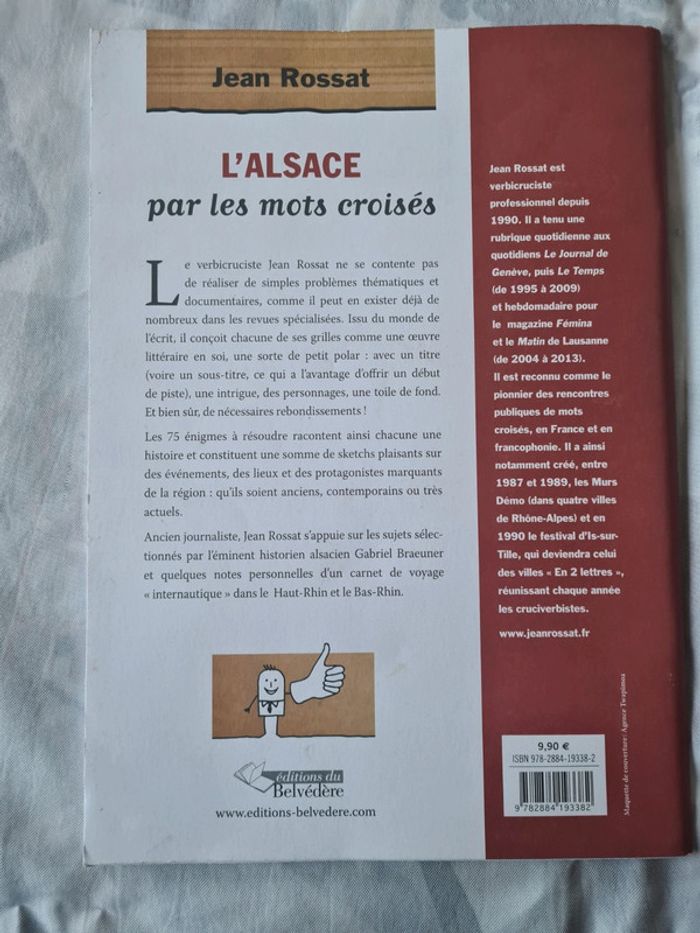 Jean Rossat
L'ALSACE
par les mots croisés
Le verbicruciste Jean Rossat ne se contente pas
de réaliser de simples problèmes thématiques et
documentaires, comme il peut en exister déjà de
nombreux dans les revues spécialisées. Issu du monde de
l'écrit, il conçoit chacune de ses grilles comme une œuvre
littéraire en soi, une sorte de petit polar : avec un titre
(voire un sous-titre, ce qui a l'avantage d'offrir un début
de piste), une intrigue, des personnages, une toile de fond.
Et bien sûr, de nécessaires rebondissements !
Les 75 énigmes à résoudre racontent ainsi chacune une
histoire et constituent une somme de sketchs plaisants sur
des événements, des lieux et des protagonistes marquants
de la région : qu'ils soient anciens, contemporains ou très
actuels.
Ancien journaliste, Jean Rossat s'appuie sur les sujets sélec-
tionnés par l'éminent historien alsacien Gabriel Braeuner
et quelques notes personnelles d'un carnet de voyage
« internautique » dans le Haut-Rhin et le Bas-Rhin.
éditions du
Belvédère
www.editions-belvedere.com
Jean Rossat est
verbicruciste
professionnel depuis
1990. Il a tenu une
rubrique quotidienne aux
quotidiens Le Journal de
Genève, puis Le Temps
(de 1995 à 2009)
et hebdomadaire pour
le magazine Fémina
et le Matin de Lausanne
(de 2004 à 2013).
Il est reconnu comme le
pionnier des rencontres
publiques de mots
croisés, en France et en
francophonie. Il a ainsi
notamment créé, entre
1987 et 1989, les Murs
Démo (dans quatre villes
de Rhône-Alpes) et en
1990 le festival d'Is-sur-
Tille, qui deviendra celui
des villes « En 2 lettres »,
réunissant chaque année
les cruciverbistes.
www.jeanrossat.fr
9,90 €
ISBN 978-2884-19338-2
9 782884 193382
Maquette de couverture : Agence Twapimoa